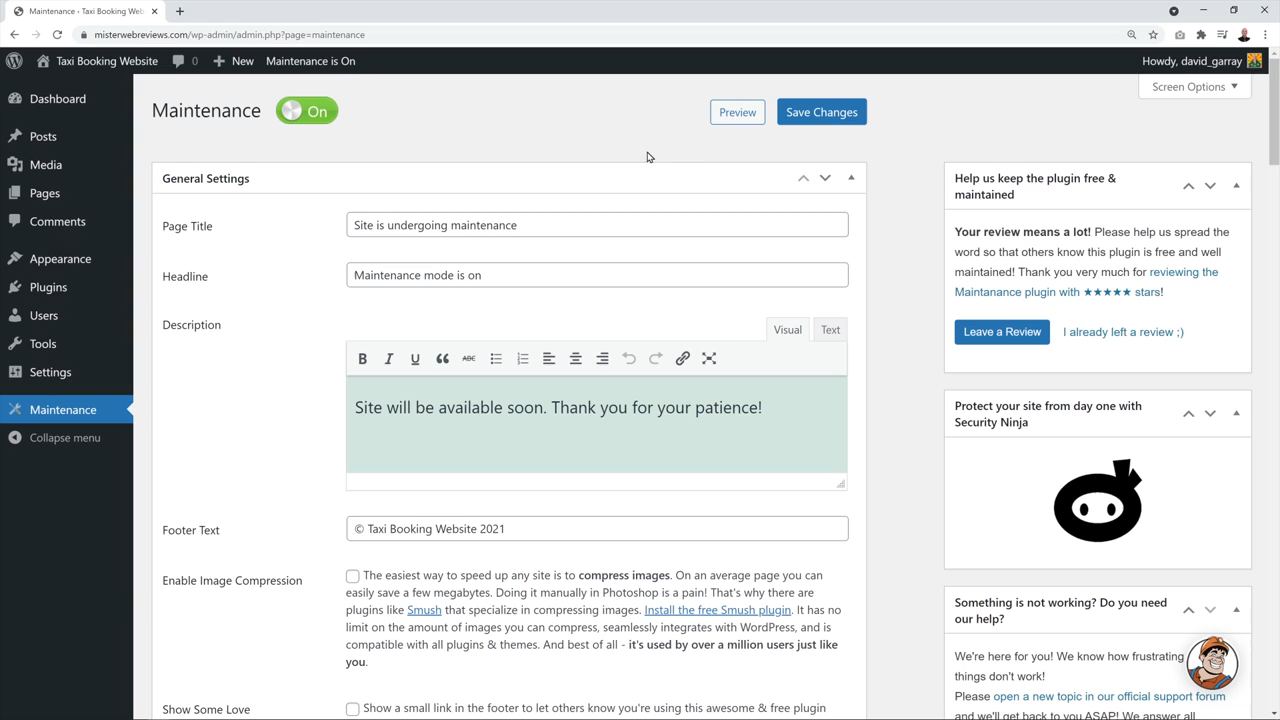 Maintenance ‹ Taxi Booking Web
misterwebreviews.com/wp-admin/admin.php?page=maintenance
Taxi Booking Website
0
New
Maintenance is On
Howdy, david_garray
Screen Options
Dashboard
Posts
Media
Pages
Comments
Appearance
Plugins
Users
Tools
Settings
Maintenance
Collapse menu
Maintenance
On
Preview
Save Changes
General Settings
Page Title
Site is undergoing maintenance
Headline
Maintenance mode is on
Description
Visual
Text
B I U ABC
Site will be available soon. Thank you for your patience!
Footer Text
© Taxi Booking Website 2021
Enable Image Compression
The easiest way to speed up any site is to compress images. On an average page you can
easily save a few megabytes. Doing it manually in Photoshop is a pain! That's why there are
plugins like Smush that specialize in compressing images. Install the free Smush plugin. It has no
limit on the amount of images you can compress, seamlessly integrates with WordPress, and is
compatible with all plugins & themes. And best of all - it's used by over a million users just like
you.
Show Some Love
Show a small link in the footer to let others know you're using this awesome & free plugin
Help us keep the plugin free &
maintained
Your review means a lot! Please help us spread the
word so that others know this plugin is free and well
maintained! Thank you very much for reviewing the
Maintanance plugin with ★★★★★ stars!
Leave a Review
I already left a review ;)
Protect your site from day one with
Security Ninja
Something is not working? Do you need
our help?
We're here for you! We know how frustrating
things don't work!
Please open a new topic in our official support forum
and we'll get back to you ASAP! We answer all